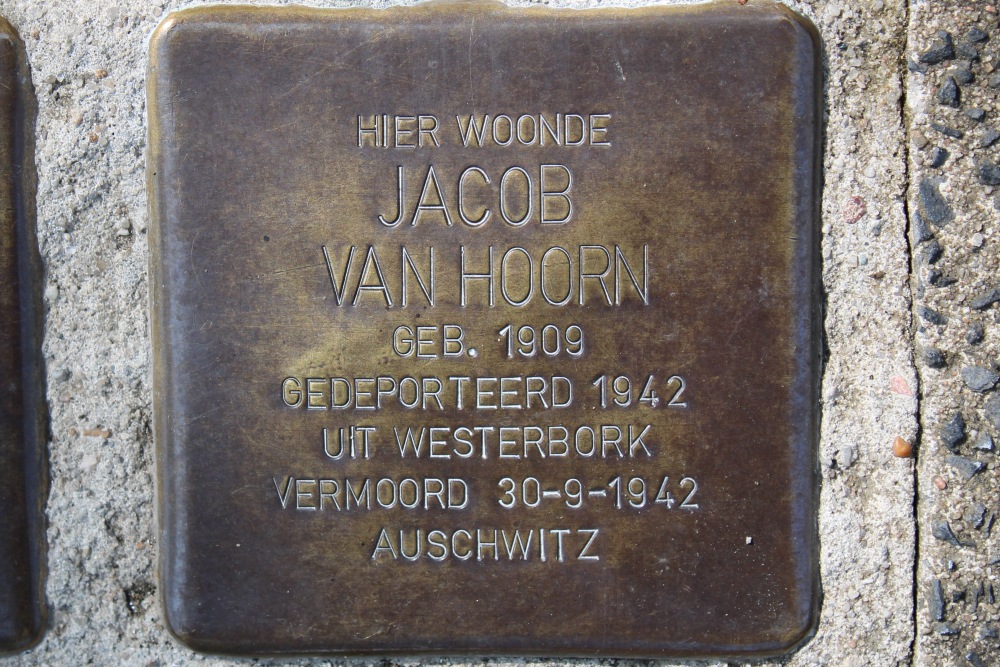 HIER WOONDE
JACOB
VAN HOORN
GEB. 1909
GEDEPORTEERD 1942
UIT WESTERBORK
VERMOORD 30-9-1942
AUSCHWITZ